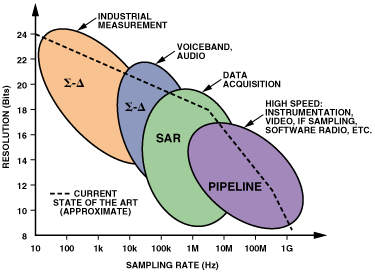 INDUSTRIAL
MEASUREMENT
VOICEBAND,
AUDIO
DATA
ACQUISITION
HIGH SPEED:
INSTRUMENTATION,
VIDEO, IF SAMPLING,
SOFTWARE RADIO, ETC.
RESOLUTION (Bits)
24
22
20
18
16
14
12
10
8
Σ-Δ
Σ-Δ
SAR
PIPELINE
CURRENT
STATE OF THE ART
(APPROXIMATE)
10 100 1k 10k 100k 1M 10M 100M 1G
SAMPLING RATE (Hz)